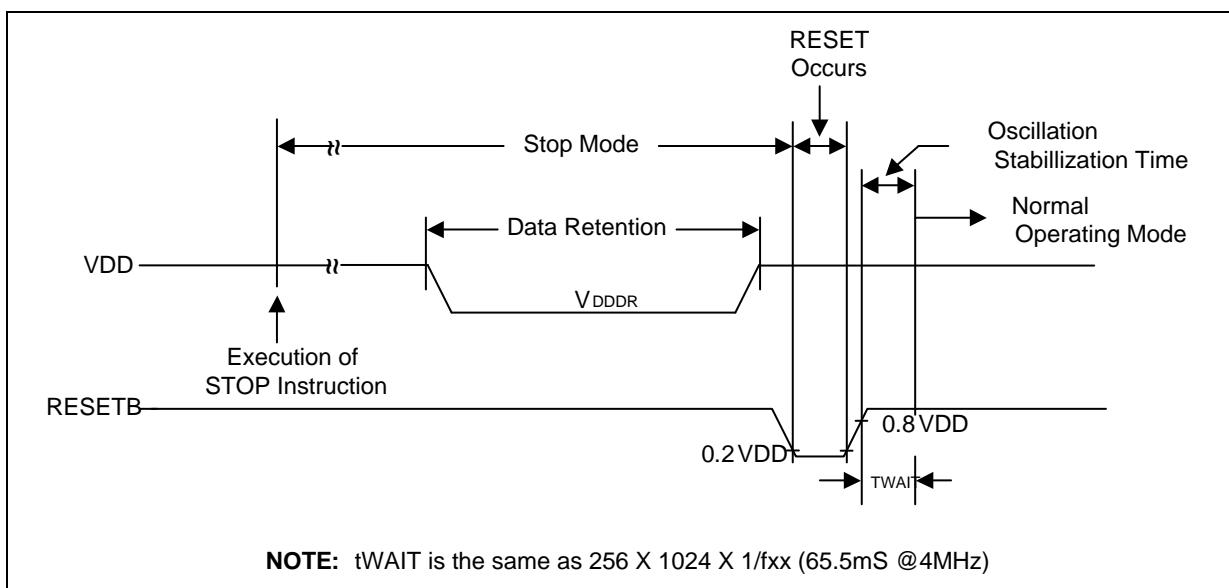 RESET
Occurs
Stop Mode
Oscillation
Stabillization Time
Data Retention
Normal
Operating Mode
VDD
VDDDR
Execution of
STOP Instruction
RESETB
0.8 VDD
0.2 VDD
TWAIT
NOTE: tWAIT is the same as 256 X 1024 X 1/fxx (65.5mS @4MHz)